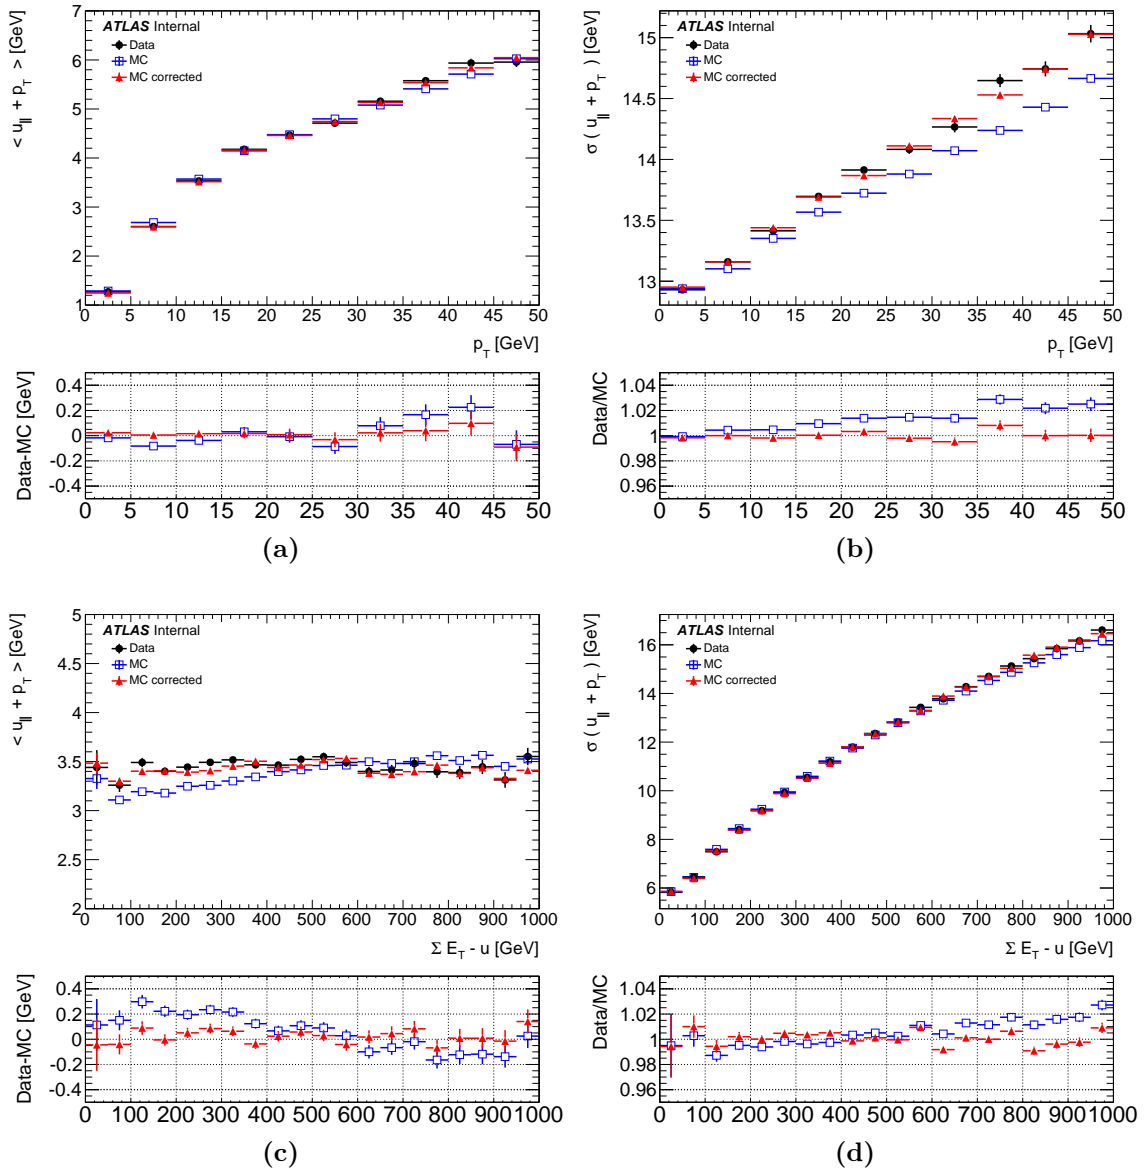 ATLAS Internal
Data
MC
MC corrected
< u|| + p_T > [GeV]
7
6
5
4
3
2
1
0 5 10 15 20 25 30 35 40 45 50
p_T [GeV]
Data-MC [GeV]
0.4
0.2
0
-0.2
-0.4
0 5 10 15 20 25 30 35 40 45 50
(a)
ATLAS Internal
Data
MC
MC corrected
σ ( u|| + p_T ) [GeV]
15
14.5
14
13.5
13
0 5 10 15 20 25 30 35 40 45 50
p_T [GeV]
Data/MC
1.04
1.02
1
0.98
0.96
0 5 10 15 20 25 30 35 40 45 50
(b)
ATLAS Internal
Data
MC
MC corrected
< u|| + p_T > [GeV]
5
4.5
4
3.5
3
2.5
2
0 100 200 300 400 500 600 700 800 900 1000
Σ E_T - u [GeV]
Data-MC [GeV]
0.4
0.2
0
-0.2
-0.4
0 100 200 300 400 500 600 700 800 900 1000
(c)
ATLAS Internal
Data
MC
MC corrected
σ ( u|| + p_T ) [GeV]
16
14
12
10
8
6
0 100 200 300 400 500 600 700 800 900 1000
Σ E_T - u [GeV]
Data/MC
1.04
1.02
1
0.98
0.96
0 100 200 300 400 500 600 700 800 900 1000
(d)